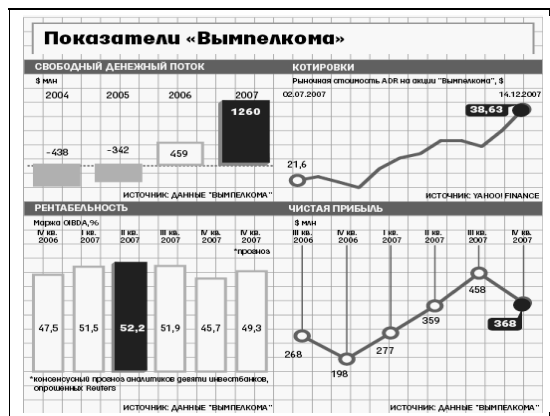 Показатели «Вымпелкома»
СВОБОДНЫЙ ДЕНЕЖНЫЙ ПОТОК
$ млн
2004 2005 2006 2007
-438 -342 459 1260
ИСТОЧНИК: ДАННЫЕ "ВЫМПЕЛКОМА"
КОТИРОВКИ
Рыночная стоимость ADR на акции "Вымпелкома", $
02.07.2007 14.12.2007
38,63
21,6
ИСТОЧНИК: YAHOO! FINANCE
РЕНТАБЕЛЬНОСТЬ
Маржа OIBDA,%
IV кв. I кв. II кв. III кв. IV кв. IV кв.
2006 2007 2007 2007 2007 2007
*прогноз
47,5 51,5 52,2 51,9 45,7 49,3
*консенсусный прогноз аналитиков девяти инвестбанков,
опрошенных Reuters
ИСТОЧНИК: ДАННЫЕ "ВЫМПЕЛКОМА"
ЧИСТАЯ ПРИБЫЛЬ
$ млн
III кв. IV кв. I кв. II кв. III кв. IV кв.
2006 2006 2007 2007 2007 2007
458
368
359
268
277
198
ИСТОЧНИК: ДАННЫЕ "ВЫМПЕЛКОМА"